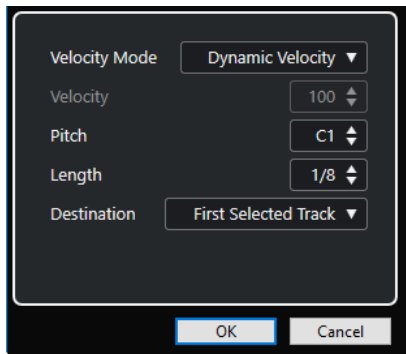 Velocity Mode Dynamic Velocity
Velocity 100
Pitch C1
Length 1/8
Destination First Selected Track
OK Cancel